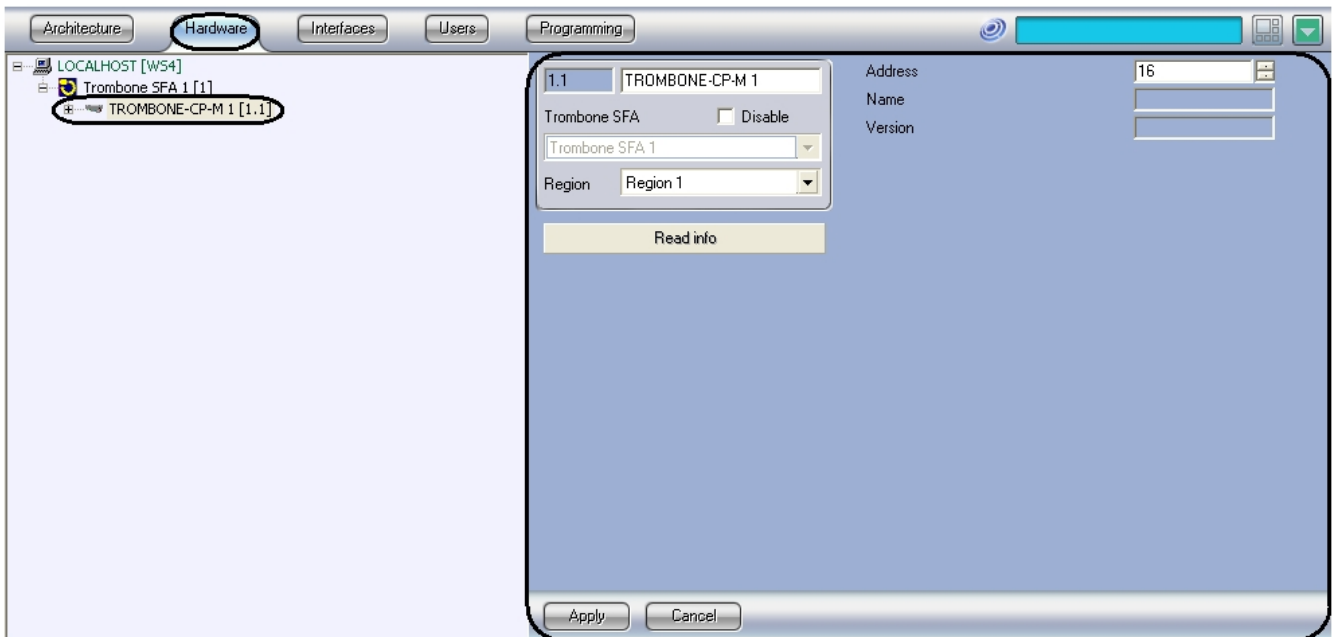 Architecture Hardware Interfaces Users Programming
LOCALHOST [WS4]
Trombone SFA 1 [1]
TROMBONE-CP-M 1 [1.1]
1.1 TROMBONE-CP-M 1
Trombone SFA Disable
Trombone SFA 1
Region Region 1
Read info
Address 16
Name
Version
Apply Cancel